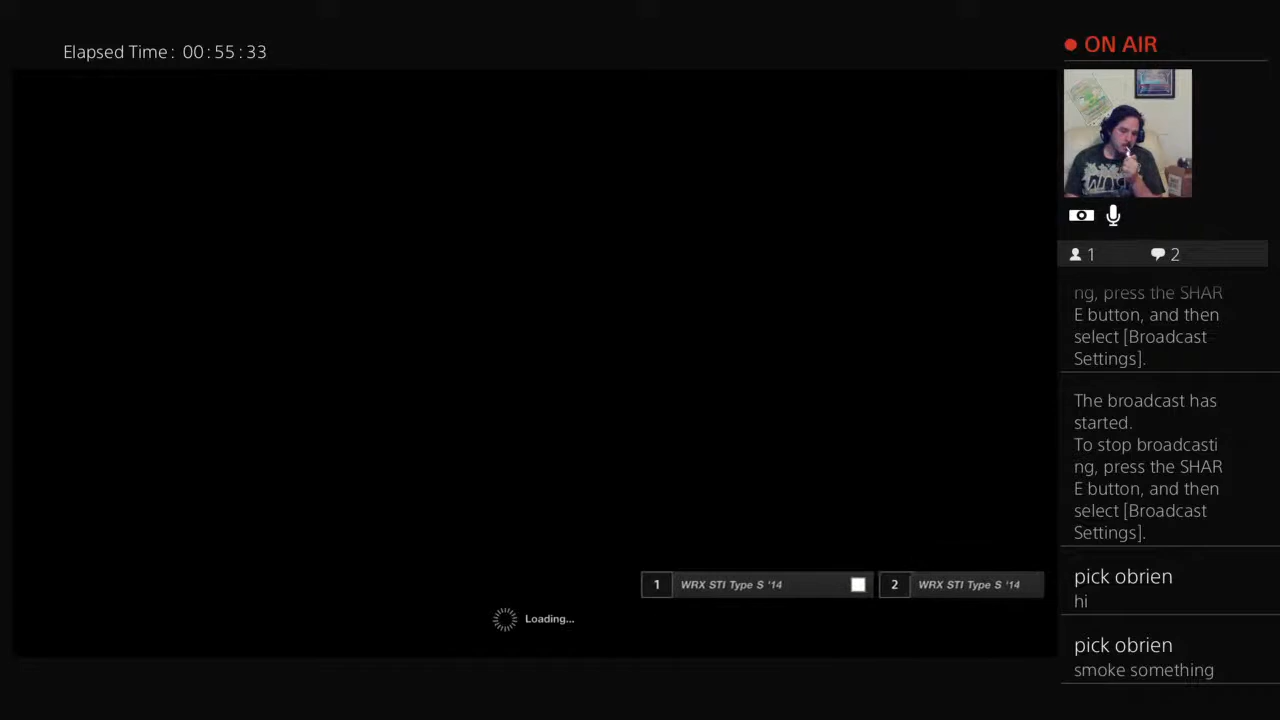 Elapsed Time: 00:55:33
ON AIR
1 2
ng, press the SHAR
E button, and then
select [Broadcast
Settings].
The broadcast has
started.
To stop broadcasti
ng, press the SHAR
E button, and then
select [Broadcast
Settings].
pick obrien
hi
pick obrien
smoke something
1 WRX STI Type S '14
2 WRX STI Type S '14
Loading...